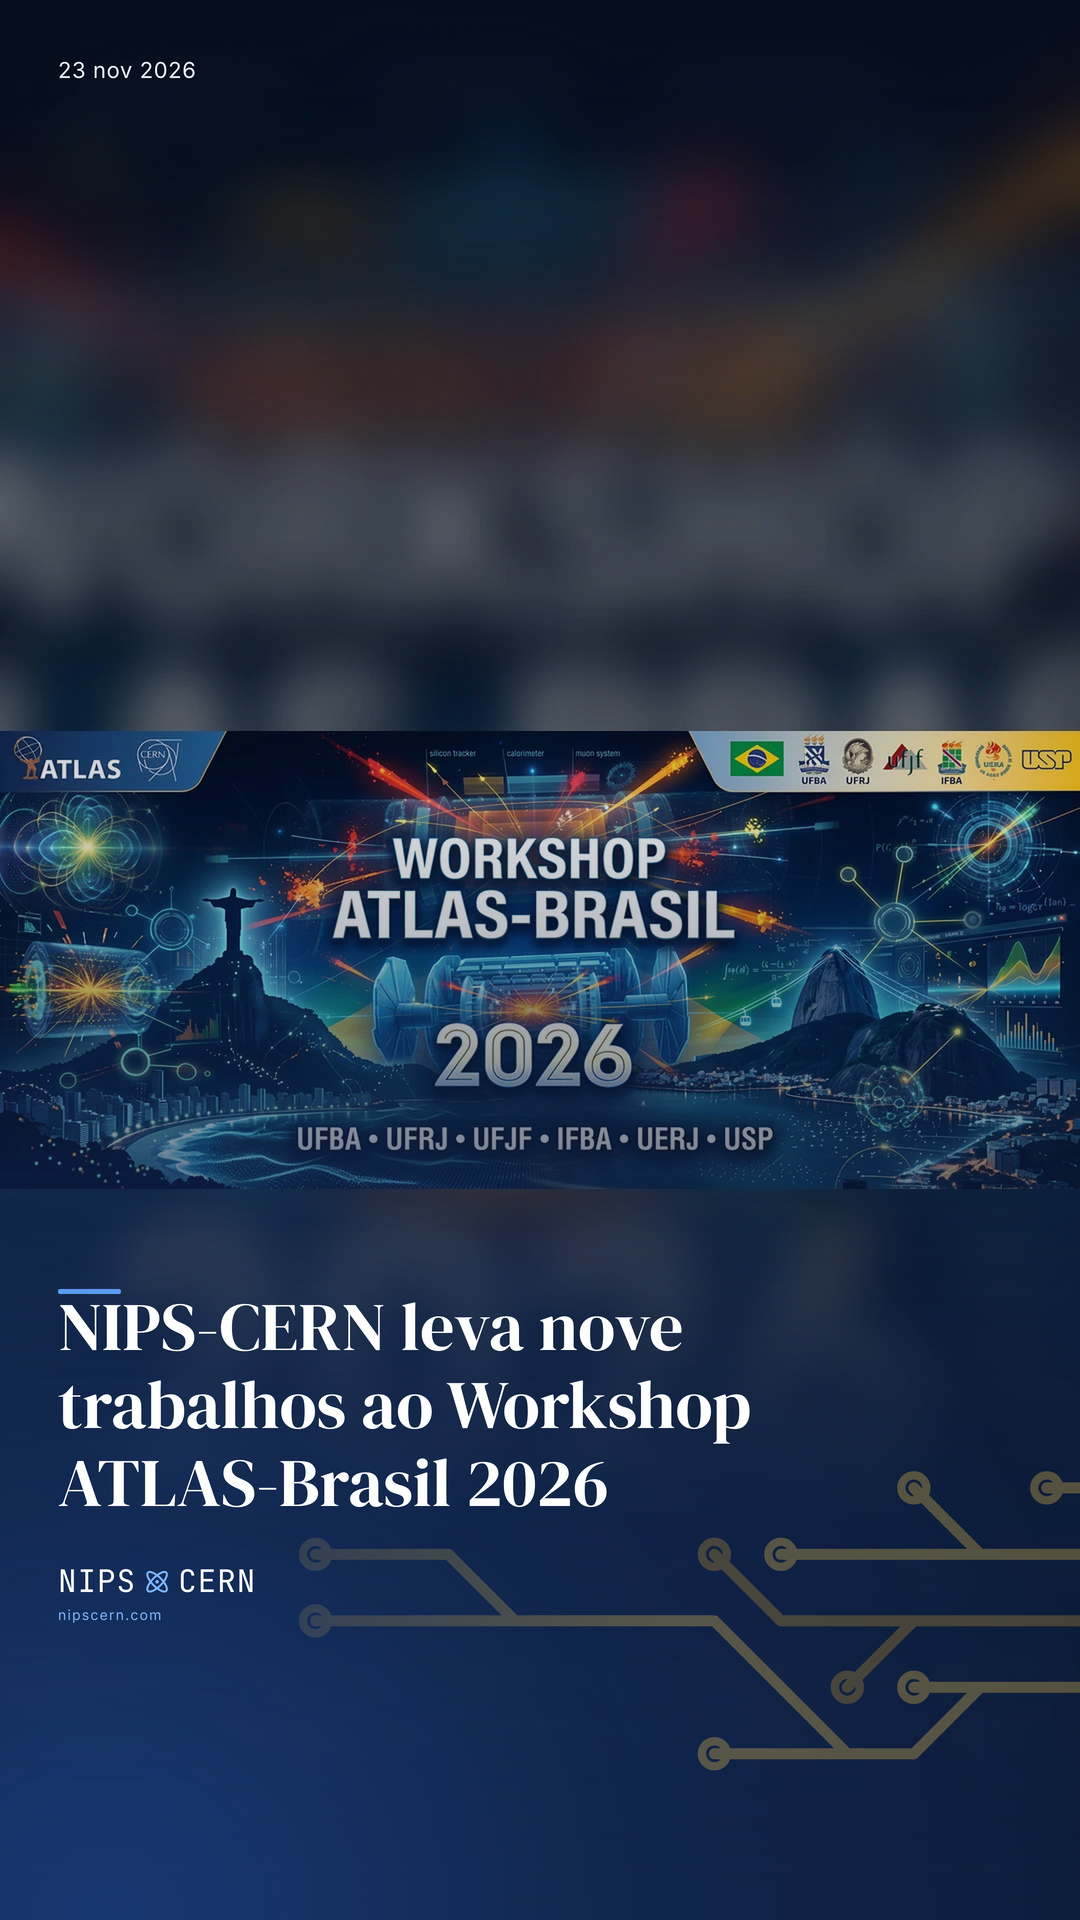 23 nov 2026
ATLAS
CERN
silicon tracker
calorimeter
muon system
UFBA
UFRJ
ufjf
IFBA
UERJ
USP
WORKSHOP
ATLAS-BRASIL
2026
UFBA • UFRJ • UFJF • IFBA • UERJ • USP
NIPS-CERN leva nove
trabalhos ao Workshop
ATLAS-Brasil 2026
NIPS CERN
nipscern.com